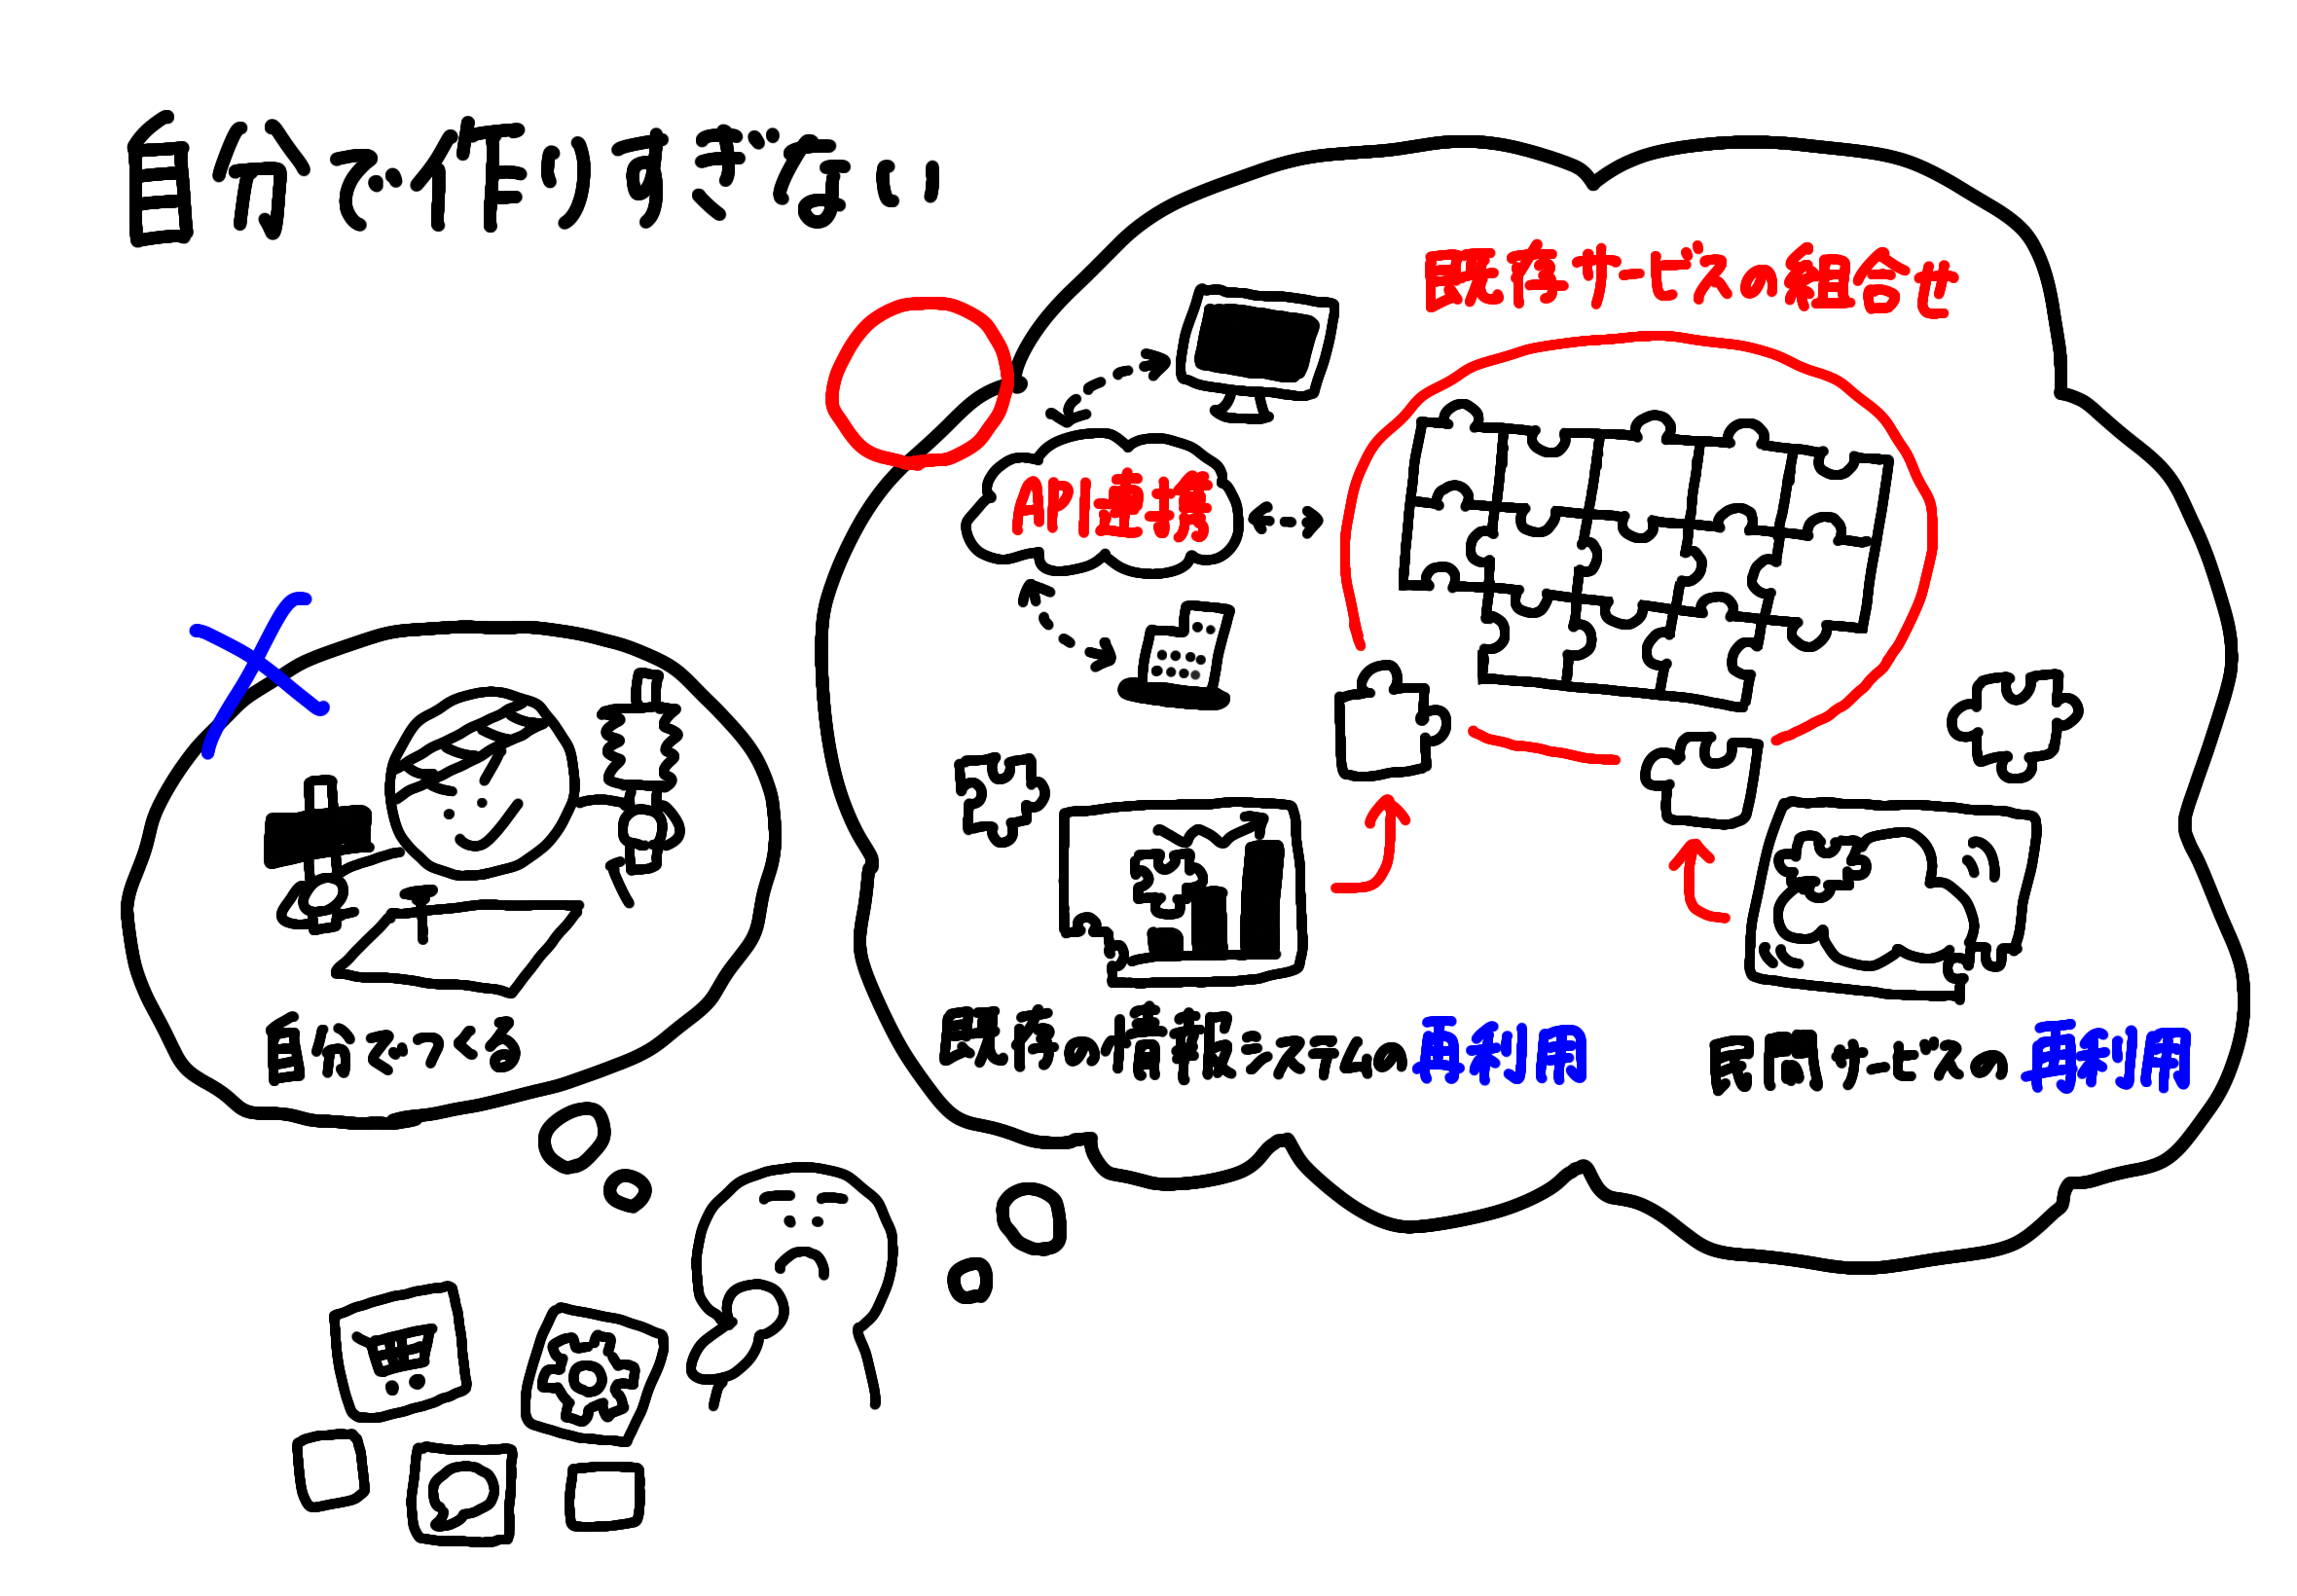 自分で作りすぎない
既存サービスの組合せ
API連携
自分でつくる
既存の情報システムの再利用
民間サービスの再利用